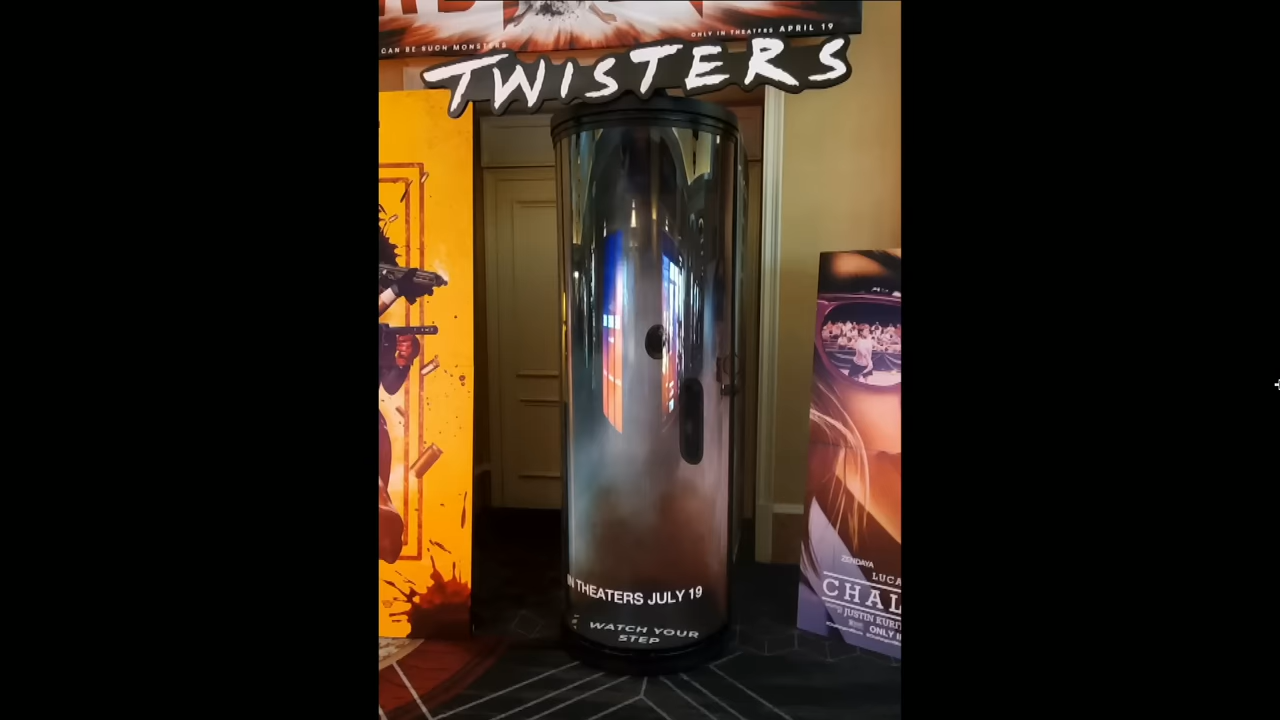 CAN BE SUCH MONSTERS
ONLY IN THEATERS APRIL 19
TWISTERS
IN THEATERS JULY 19
WATCH YOUR
STEP
ZENDAYA
LUCA
CHAL
JUSTIN KURI
ONLY I